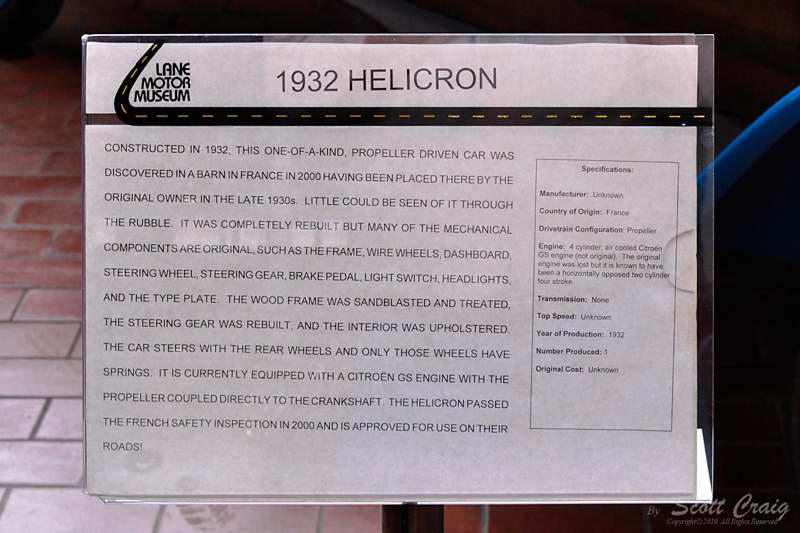 LANE
MOTOR
MUSEUM
1932 HELICRON
CONSTRUCTED IN 1932, THIS ONE-OF-A-KIND, PROPELLER DRIVEN CAR WAS
DISCOVERED IN A BARN IN FRANCE IN 2000 HAVING BEEN PLACED THERE BY THE
ORIGINAL OWNER IN THE LATE 1930s. LITTLE COULD BE SEEN OF IT THROUGH
THE RUBBLE. IT WAS COMPLETELY REBUILT BUT MANY OF THE MECHANICAL
COMPONENTS ARE ORIGINAL, SUCH AS THE FRAME, WIRE WHEELS, DASHBOARD,
STEERING WHEEL, STEERING GEAR, BRAKE PEDAL, LIGHT SWITCH, HEADLIGHTS,
AND THE TYPE PLATE. THE WOOD FRAME WAS SANDBLASTED AND TREATED,
THE STEERING GEAR WAS REBUILT, AND THE INTERIOR WAS UPHOLSTERED.
THE CAR STEERS WITH THE REAR WHEELS AND ONLY THOSE WHEELS HAVE
SPRINGS. IT IS CURRENTLY EQUIPPED WITH A CITROËN GS ENGINE WITH THE
PROPELLER COUPLED DIRECTLY TO THE CRANKSHAFT. THE HELICRON PASSED
THE FRENCH SAFETY INSPECTION IN 2000 AND IS APPROVED FOR USE ON THEIR
ROADS!
Specifications:
Manufacturer: Unknown
Country of Origin: France
Drivetrain Configuration: Propeller
Engine: 4 cylinder, air cooled Citroën
GS engine (not original). The original
engine was lost but it is known to have
been a horizontally opposed two cylinder
four stroke.
Transmission: None
Top Speed: Unknown
Year of Production: 1932
Number Produced: 1
Original Cost: Unknown
By Scott Craig
Copyright© 2010. All Rights Reserved